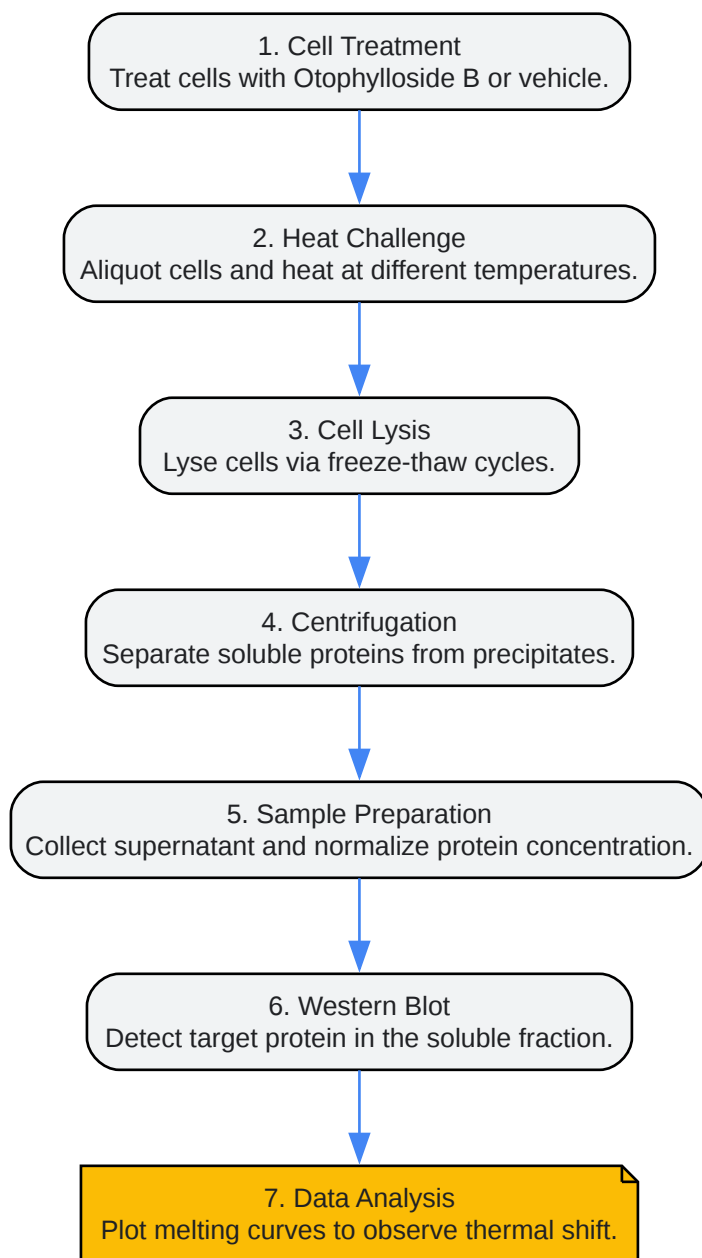 1. Cell Treatment
Treat cells with Otophylloside B or vehicle.
2. Heat Challenge
Aliquot cells and heat at different temperatures.
3. Cell Lysis
Lyse cells via freeze-thaw cycles.
4. Centrifugation
Separate soluble proteins from precipitates.
5. Sample Preparation
Collect supernatant and normalize protein concentration.
6. Western Blot
Detect target protein in the soluble fraction.
7. Data Analysis
Plot melting curves to observe thermal shift.